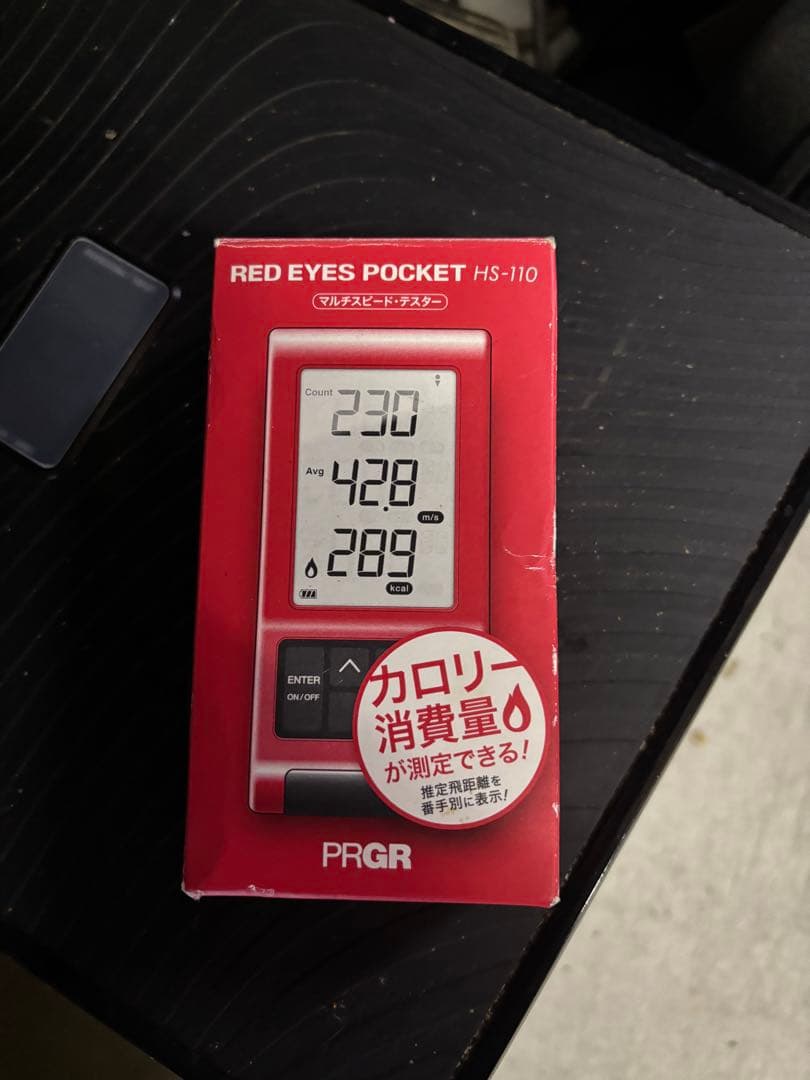 RED EYES POCKET HS-110
マルチスピード・テスター
Count 230
Avg 42.8
m/s
289
kcal
ENTER
ON/OFF
カロリー
消費量
が測定できる!
推定飛距離を
番手別に表示!
PRGR